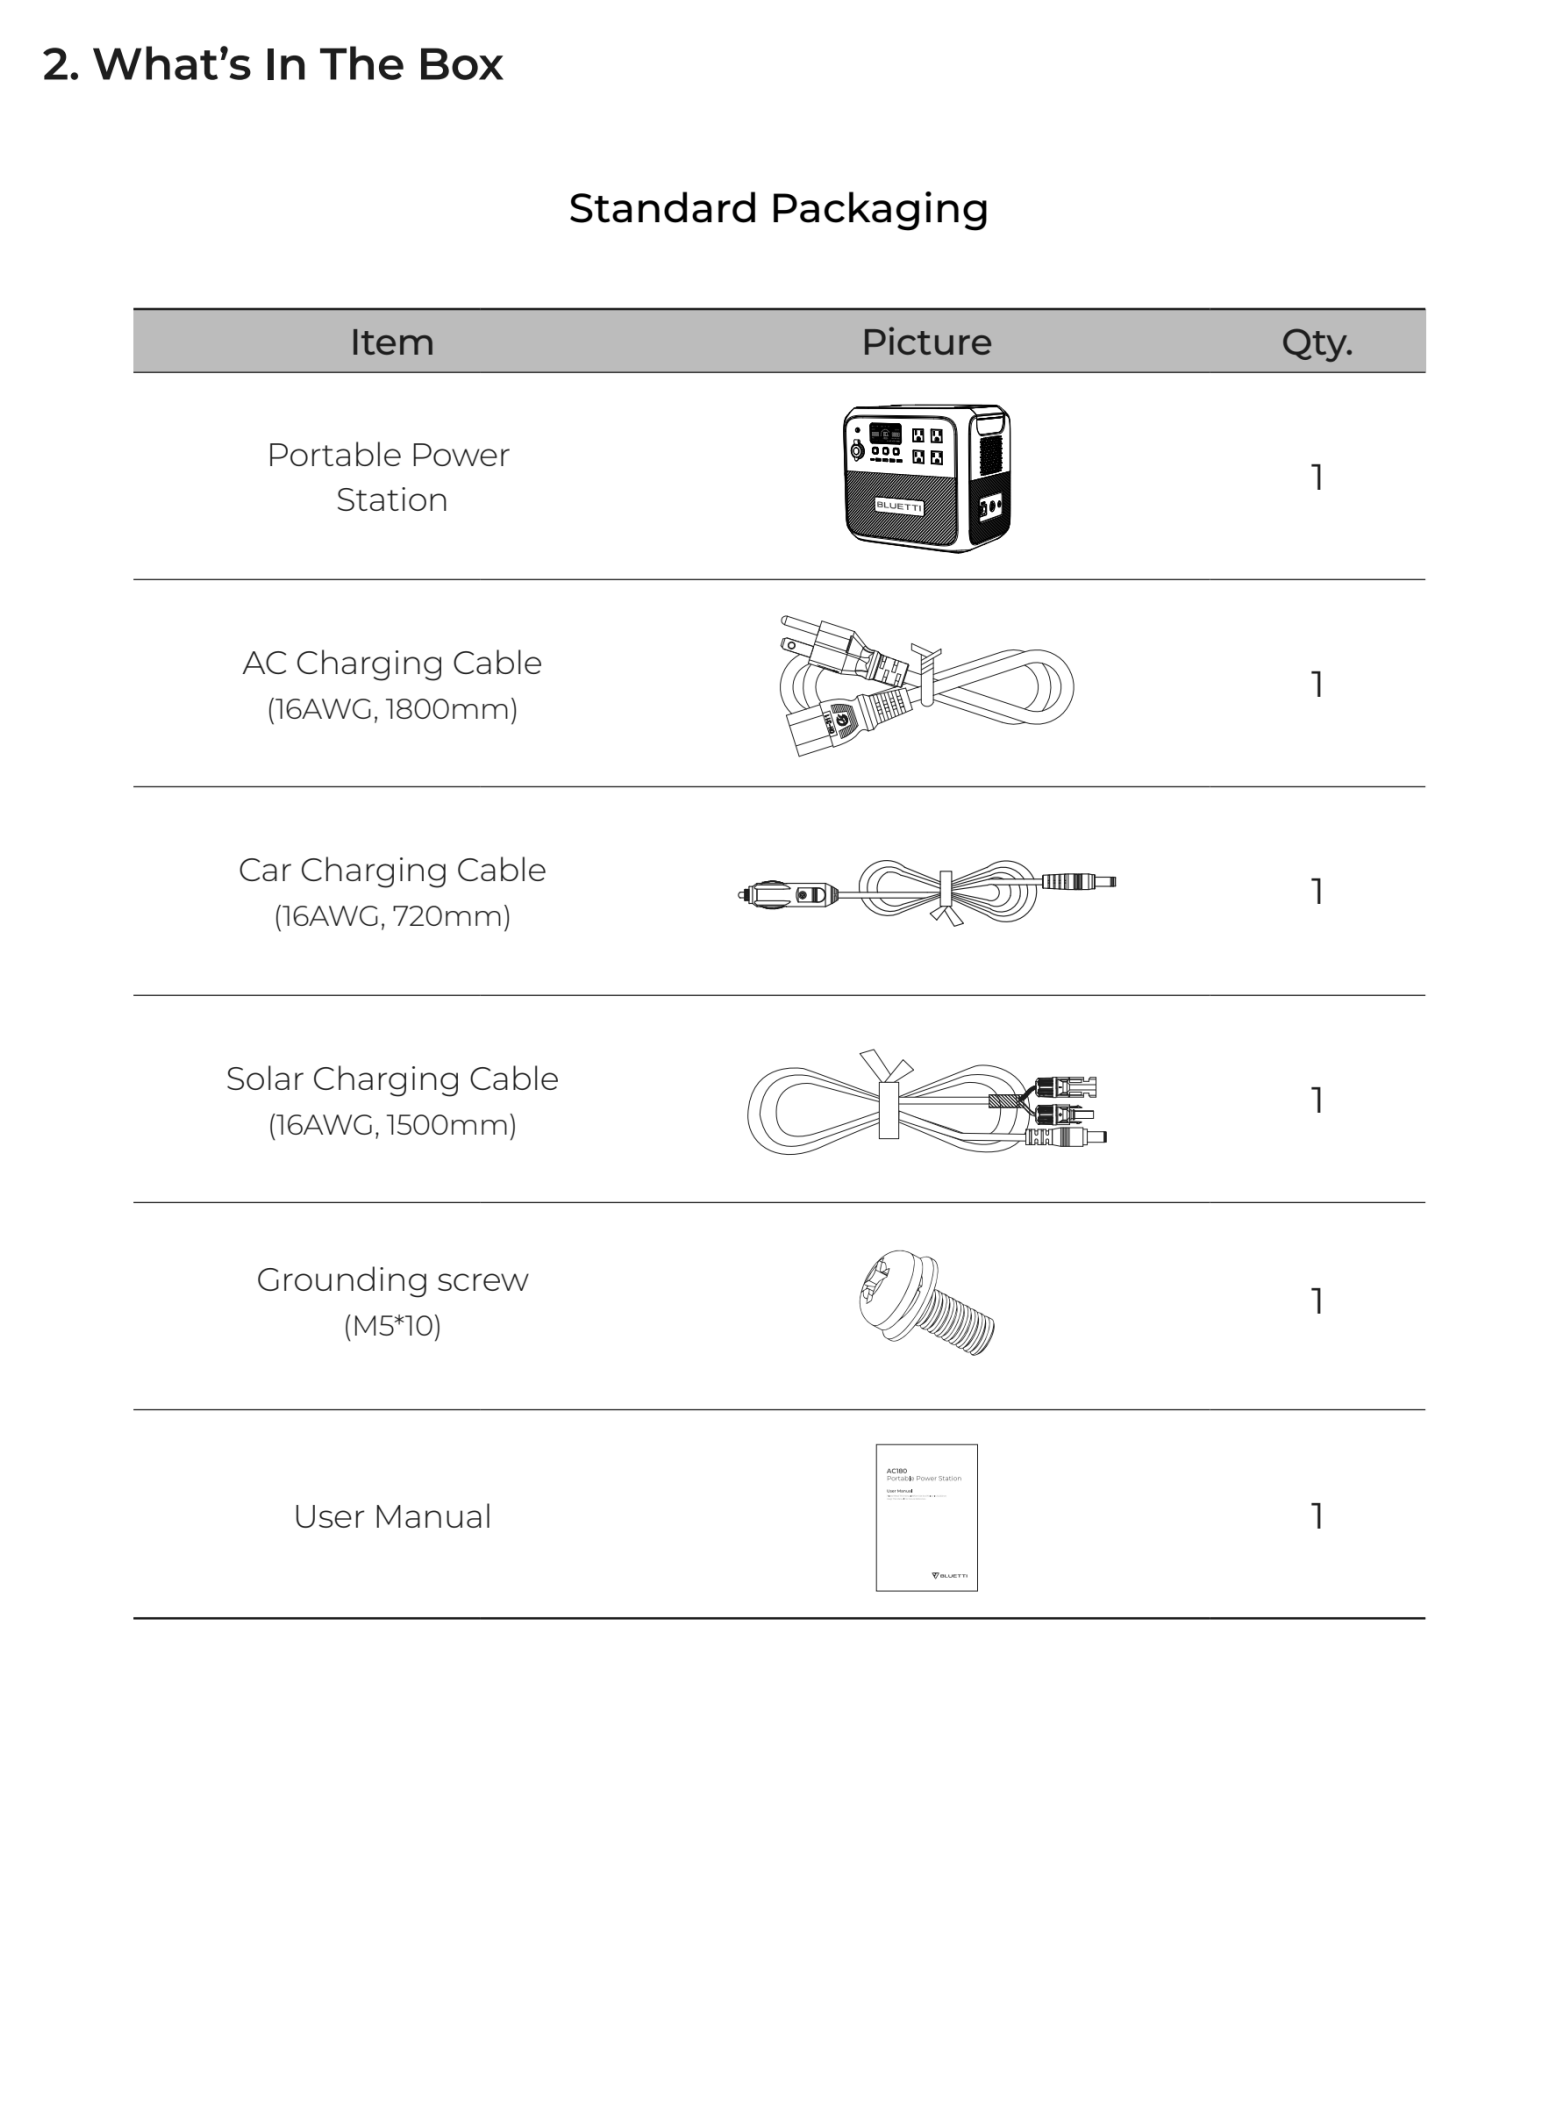 2. What’s In The Box
Standard Packaging
Item Picture Qty.
Portable Power
Station
BLUETTI
1
AC Charging Cable
(16AWG, 1800mm)
1
Car Charging Cable
(16AWG, 720mm)
1
Solar Charging Cable
(16AWG, 1500mm)
1
Grounding screw
(M5*10)
1
User Manual
AC180
Portable Power Station
User Manual
BLUETTI
1